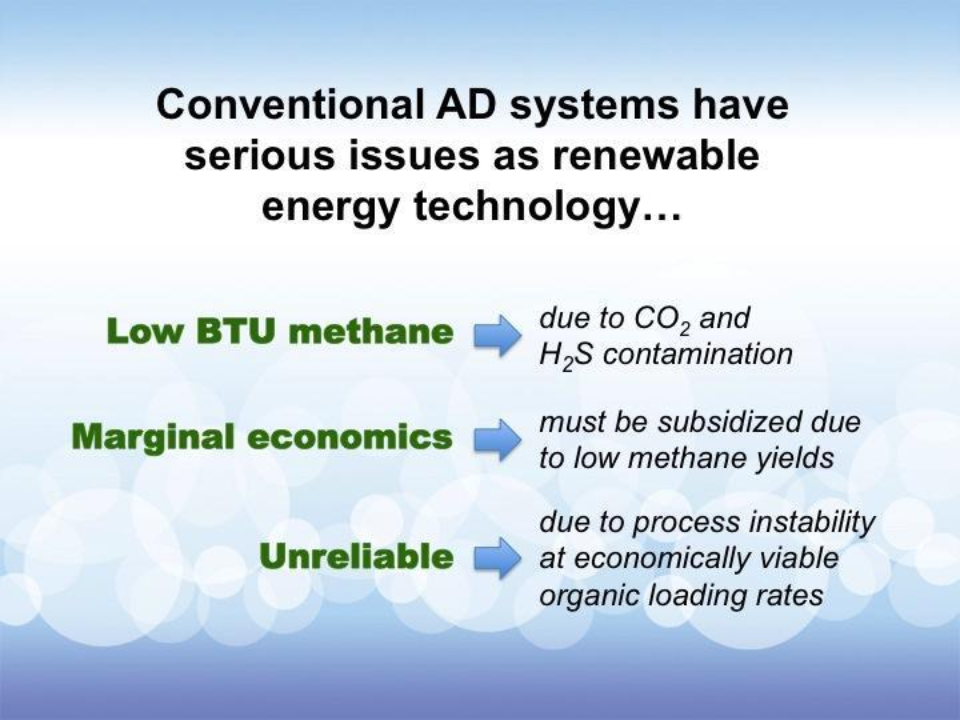 Conventional AD systems have
serious issues as renewable
energy technology…
Low BTU methane
due to CO₂ and
H₂S contamination
Marginal economics
must be subsidized due
to low methane yields
Unreliable
due to process instability
at economically viable
organic loading rates